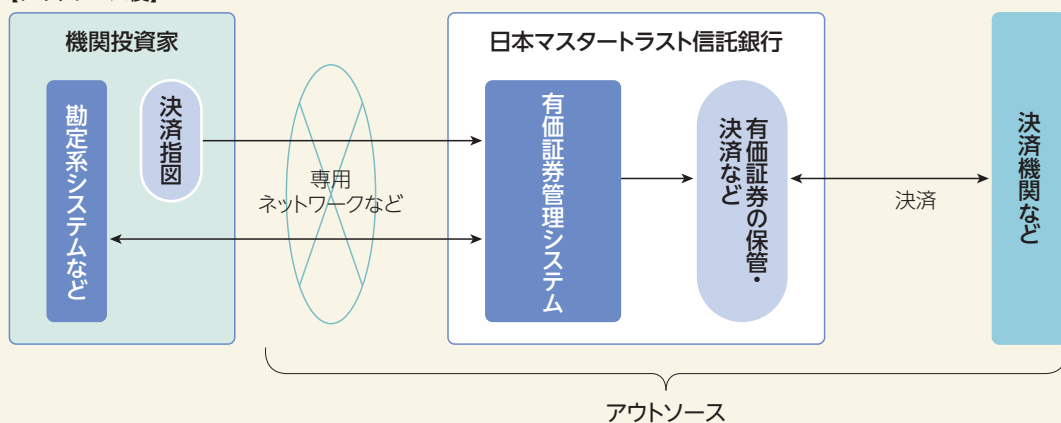 機関投資家
勘定系システムなど
決済指図
専用
ネットワークなど
日本マスタートラスト信託銀行
有価証券管理システム
有価証券の保管・
決済など
決済
決済機関など
アウトソース